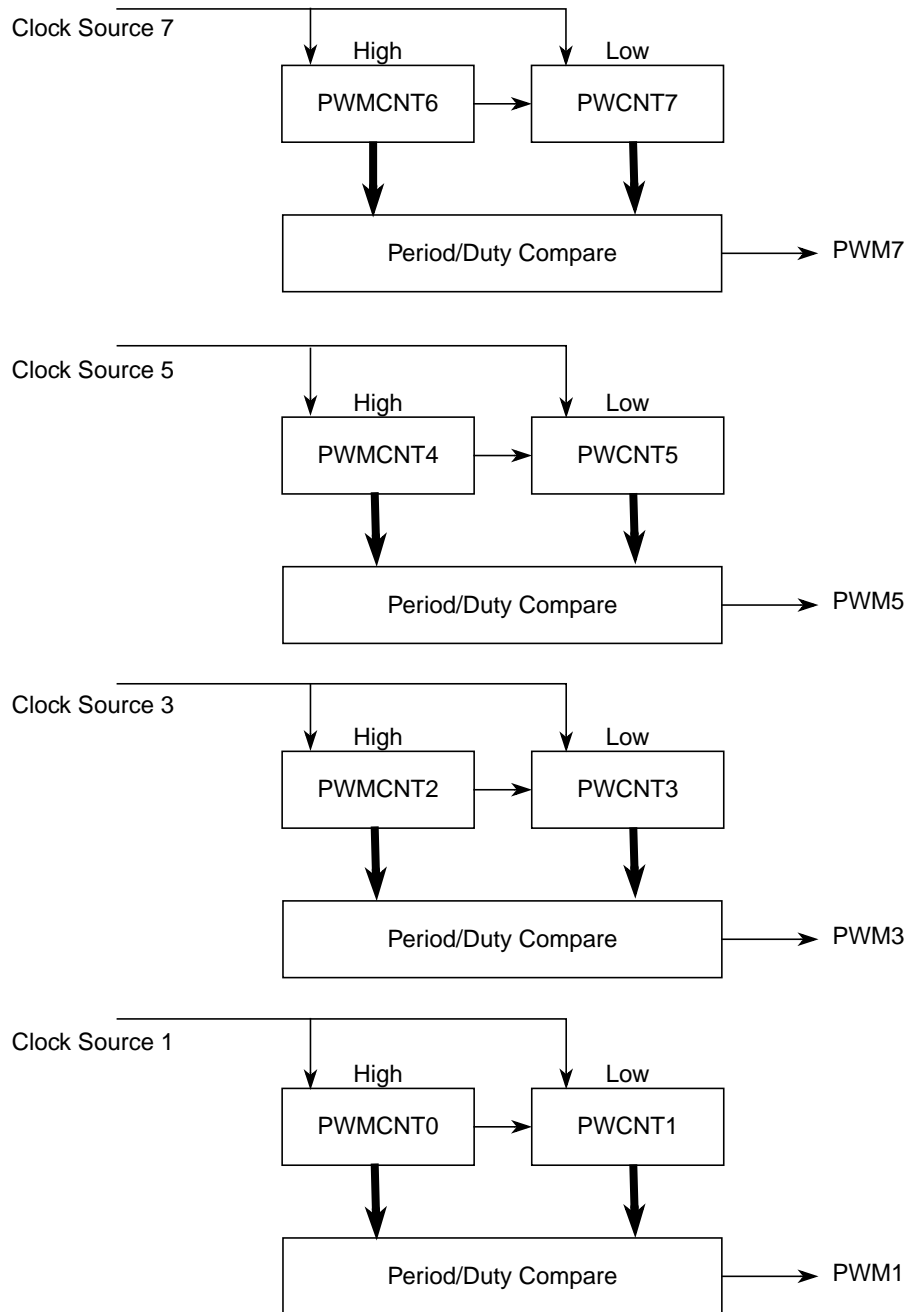 Clock Source 7
High
Low
PWMCNT6
PWCNT7
Period/Duty Compare
PWM7
Clock Source 5
High
Low
PWMCNT4
PWCNT5
Period/Duty Compare
PWM5
Clock Source 3
High
Low
PWMCNT2
PWCNT3
Period/Duty Compare
PWM3
Clock Source 1
High
Low
PWMCNT0
PWCNT1
Period/Duty Compare
PWM1